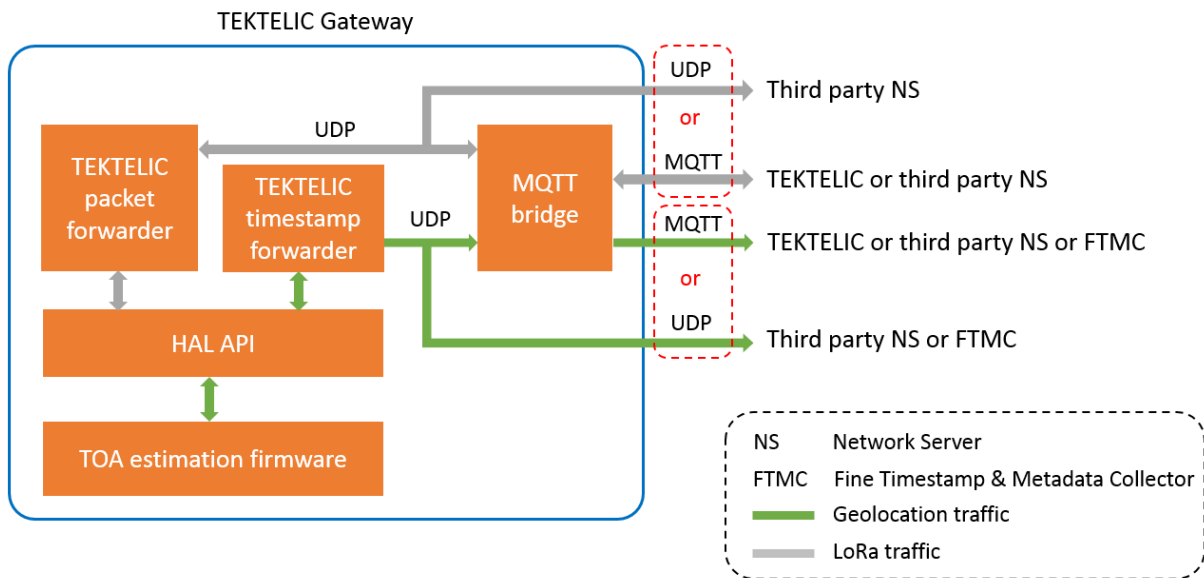 TEKTELIC Gateway
UDP
Third party NS
or
UDP
MQTT
TEKTELIC or third party NS
TEKTELIC
packet
forwarder
TEKTELIC
timestamp
forwarder
UDP
MQTT
bridge
MQTT
TEKTELIC or third party NS or FTMC
or
UDP
Third party NS or FTMC
HAL API
TOA estimation firmware
NS Network Server
FTMC Fine Timestamp & Metadata Collector
Geolocation traffic
LoRa traffic